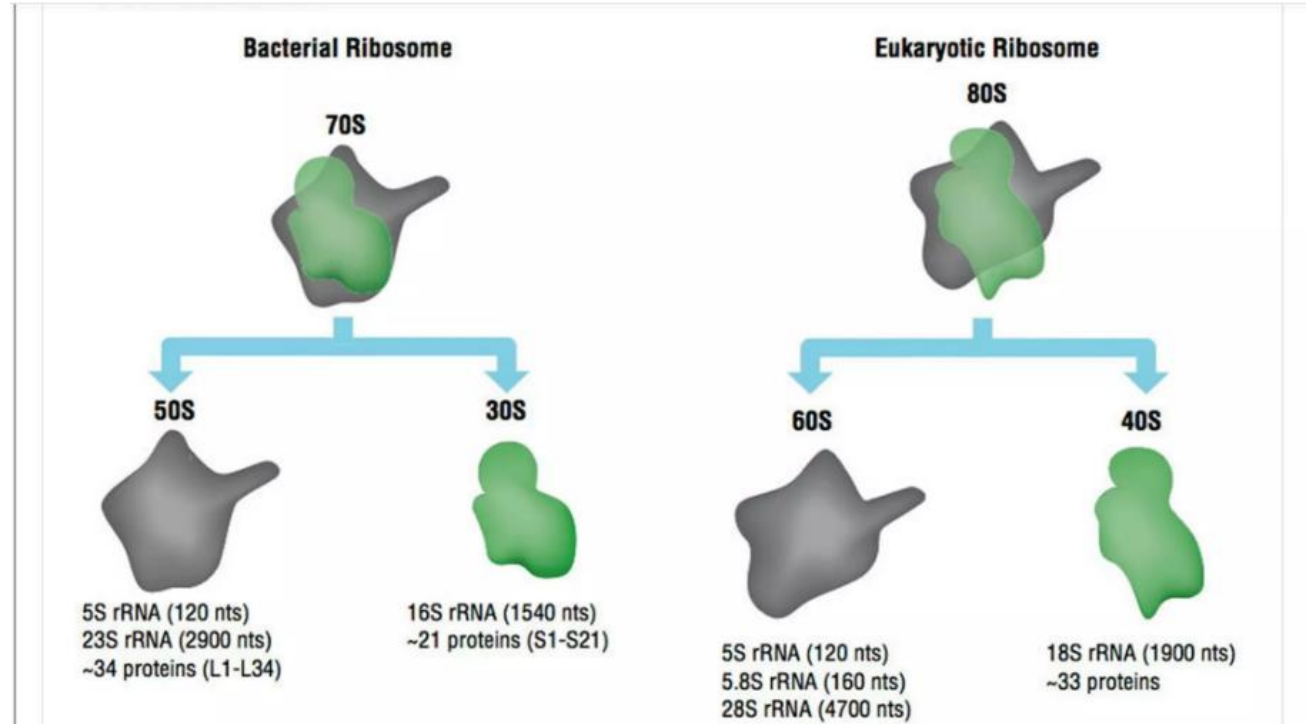 Bacterial Ribosome
70S
50S
30S
5S rRNA (120 nts)
23S rRNA (2900 nts)
~34 proteins (L1-L34)
16S rRNA (1540 nts)
~21 proteins (S1-S21)
Eukaryotic Ribosome
80S
60S
40S
5S rRNA (120 nts)
5.8S rRNA (160 nts)
28S rRNA (4700 nts)
18S rRNA (1900 nts)
~33 proteins